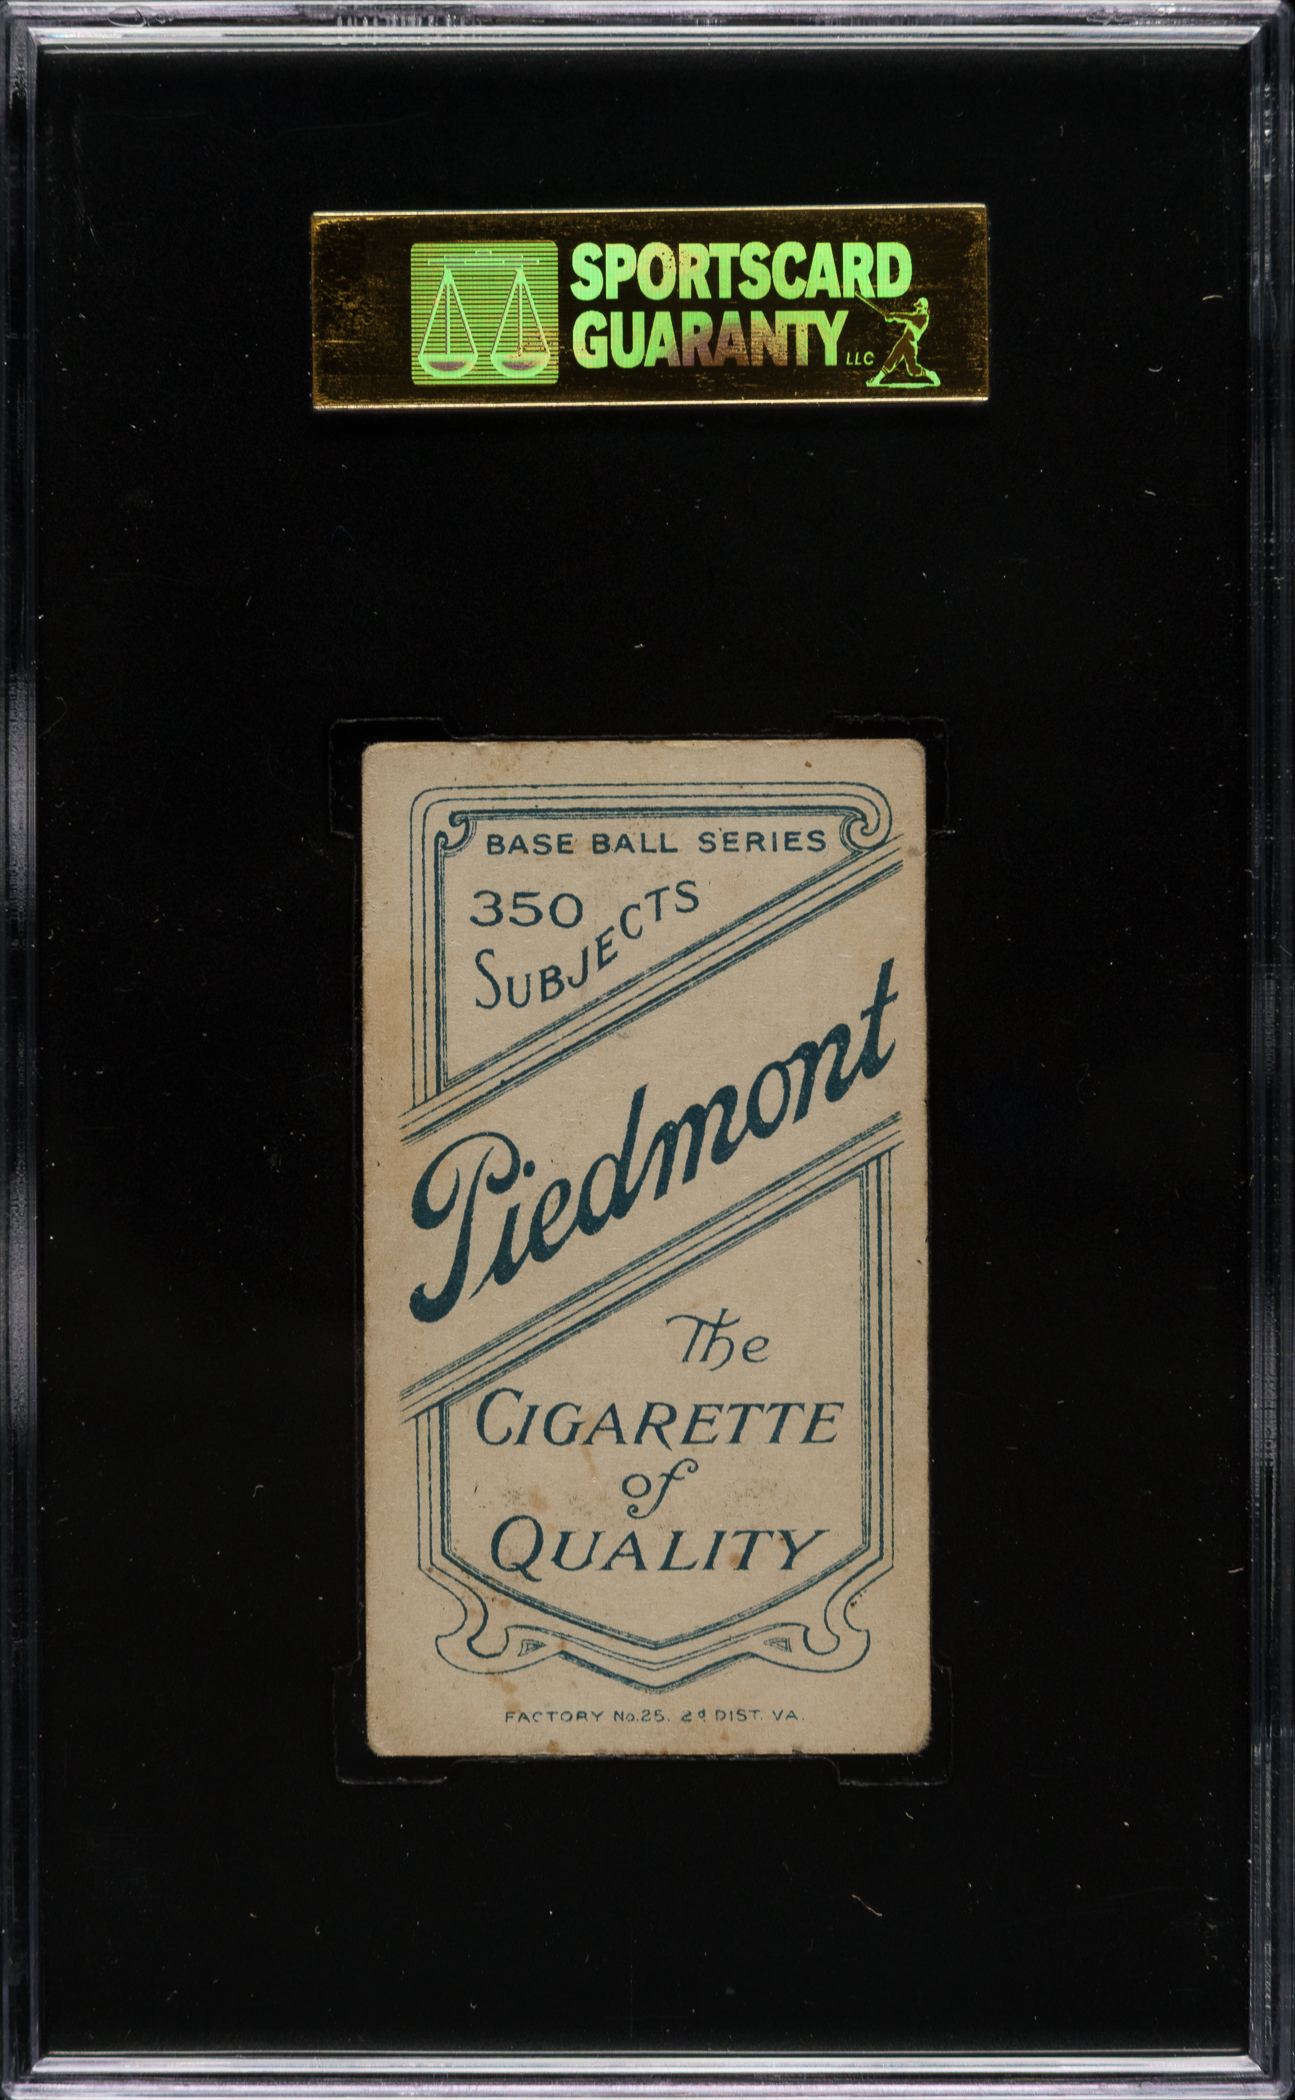 SPORTSCARD
GUARANTY LLC
BASE BALL SERIES
350
SUBJECTS
Piedmont
The
CIGARETTE
of
QUALITY
FACTORY No. 25. 2d DIST. VA.